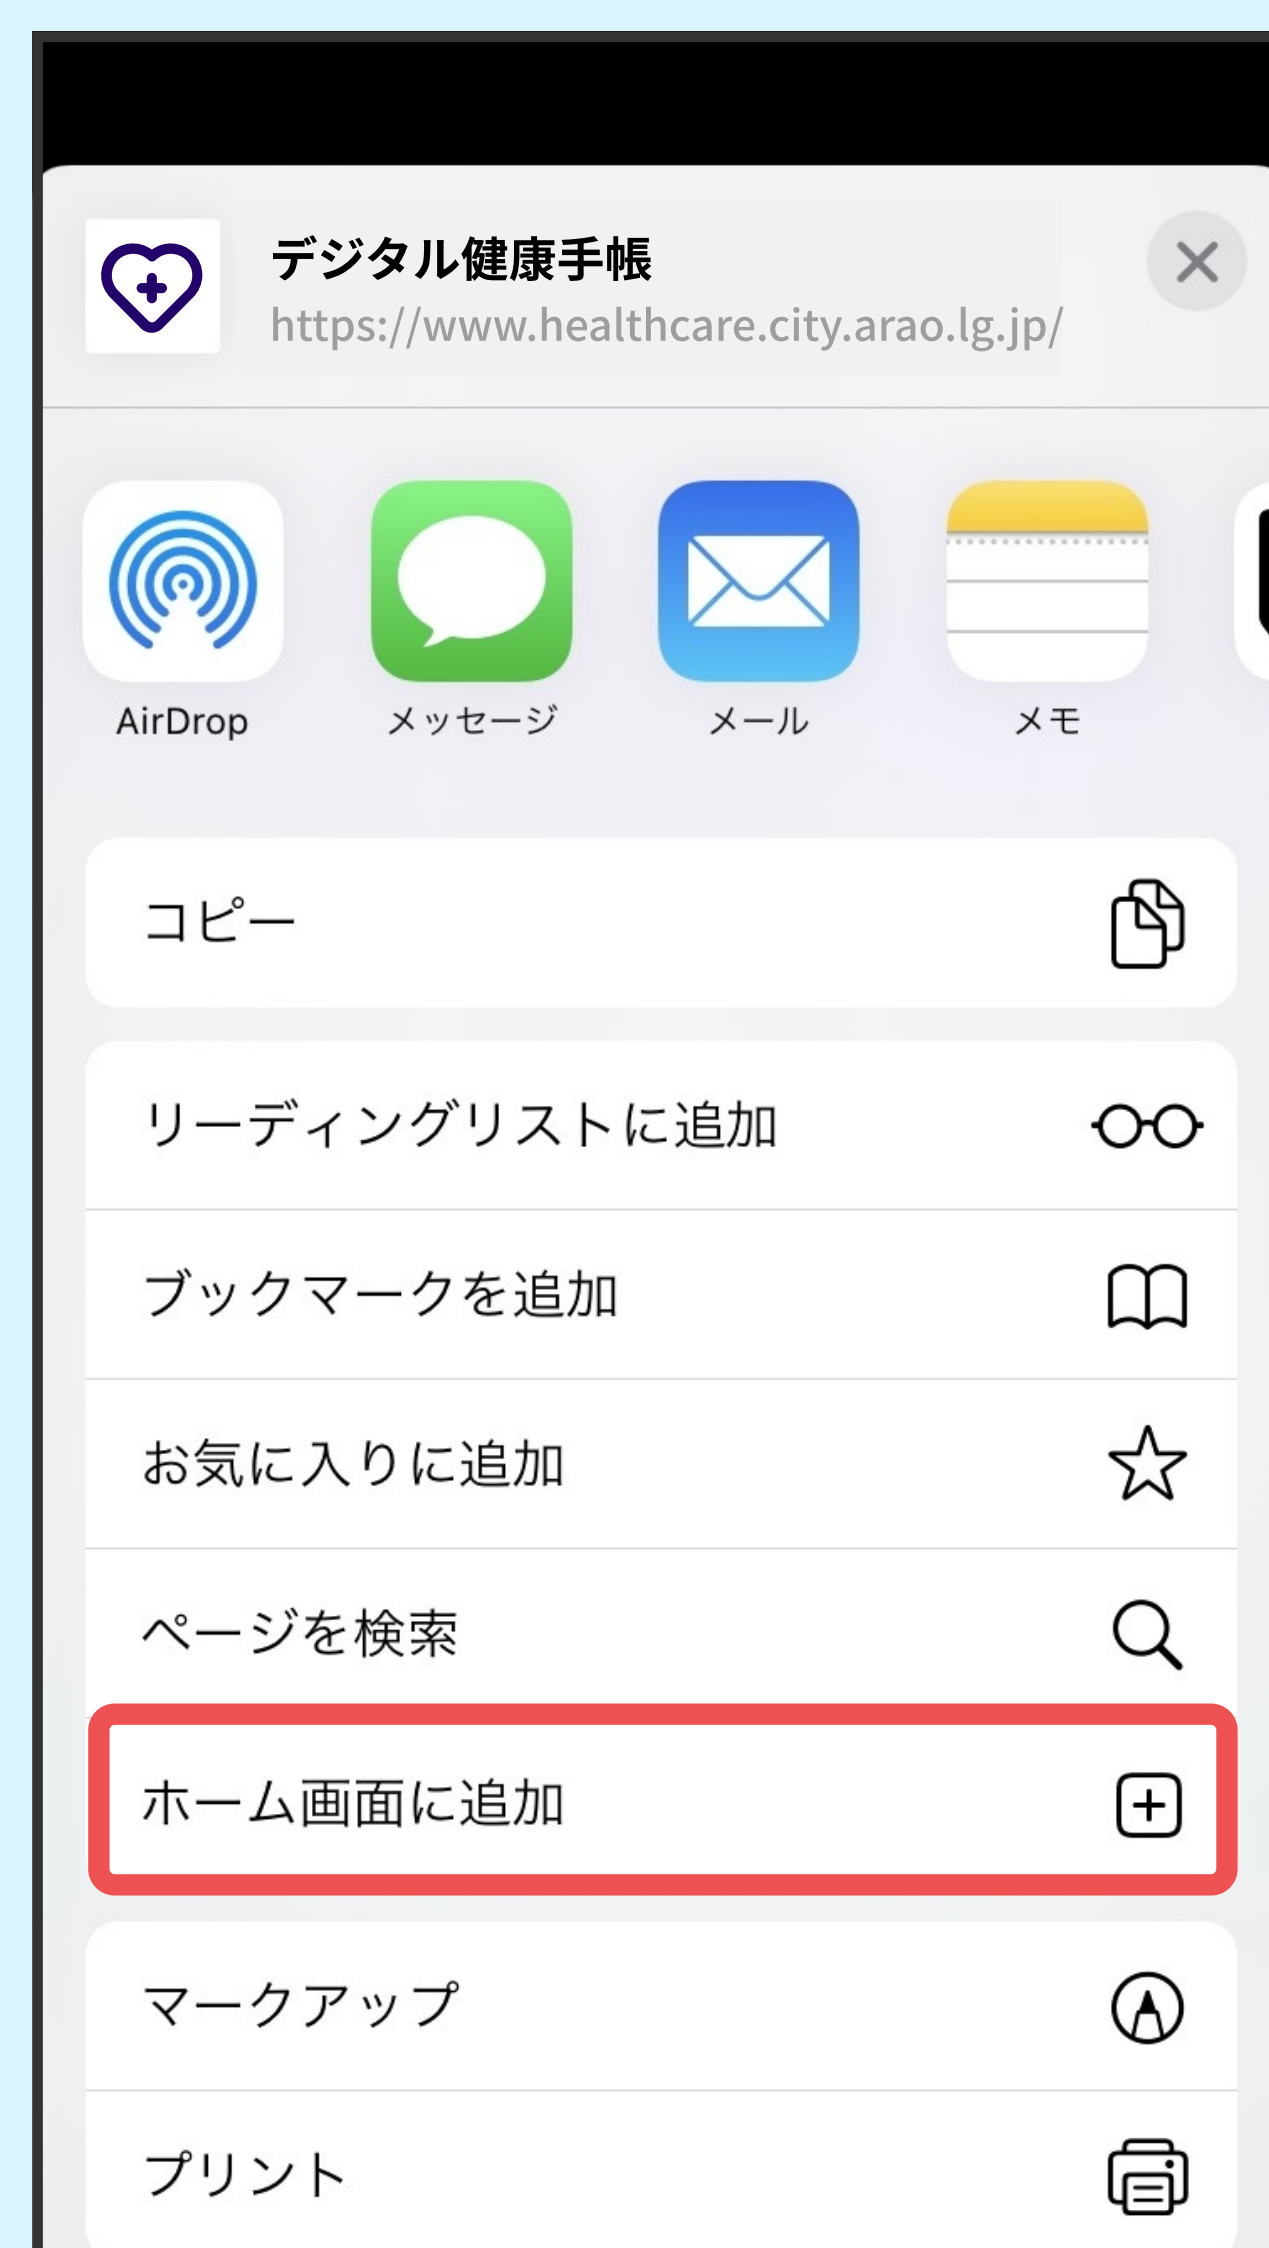 デジタル健康手帳
https://www.healthcare.city.arao.lg.jp/
AirDrop
メッセージ
メール
メモ
コピー
リーディングリストに追加
ブックマークを追加
お気に入りに追加
ページを検索
ホーム画面に追加
マークアップ
プリント